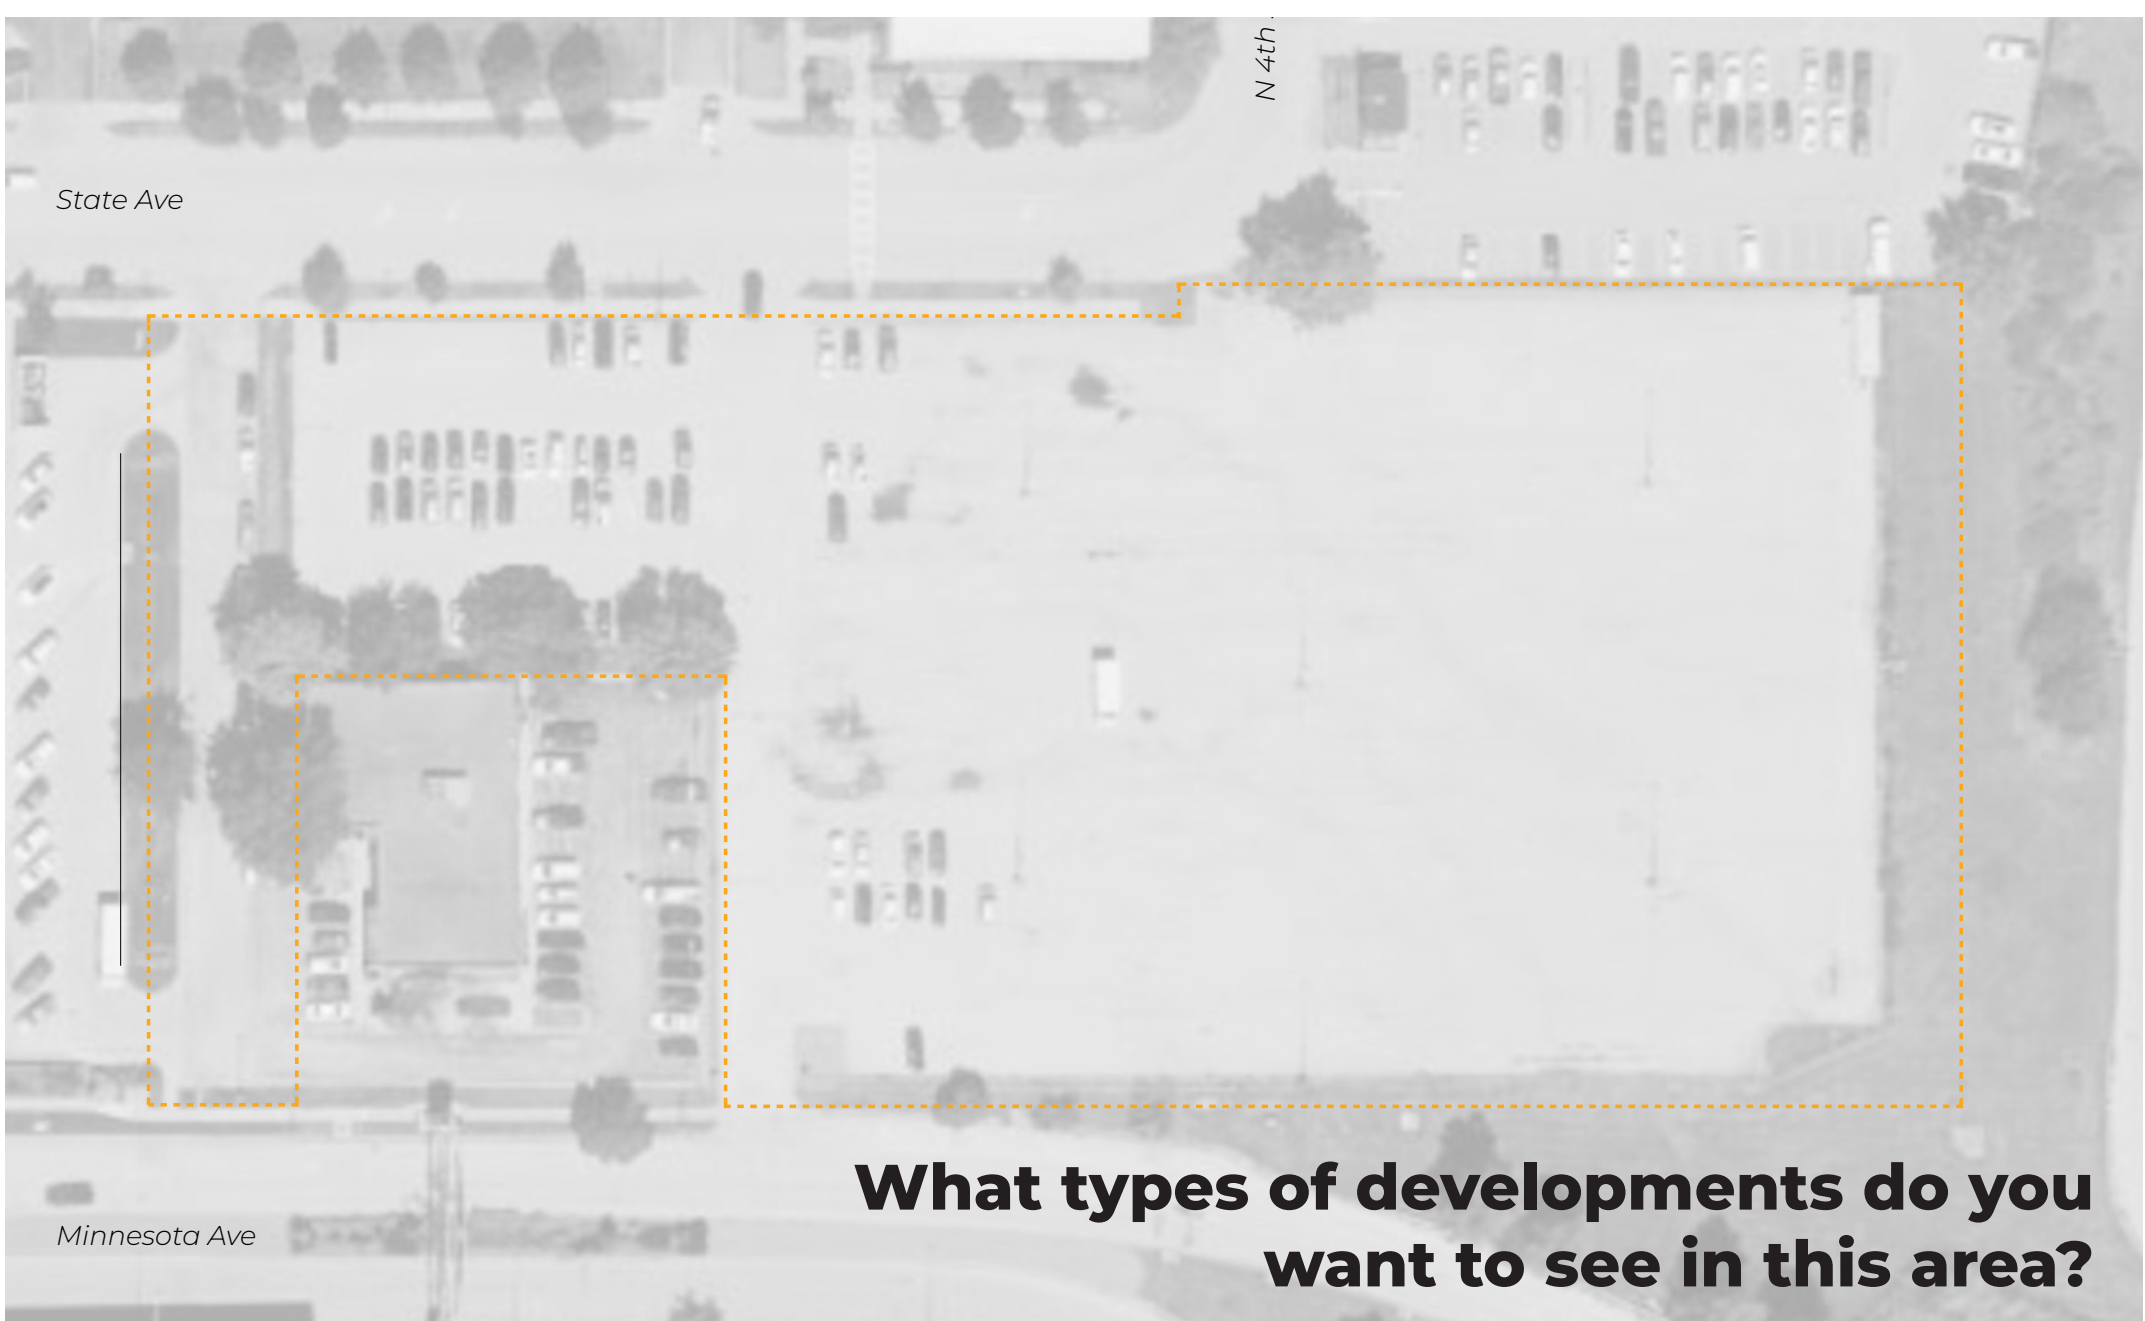 N 4th
State Ave
Minnesota Ave
What types of developments do you
want to see in this area?